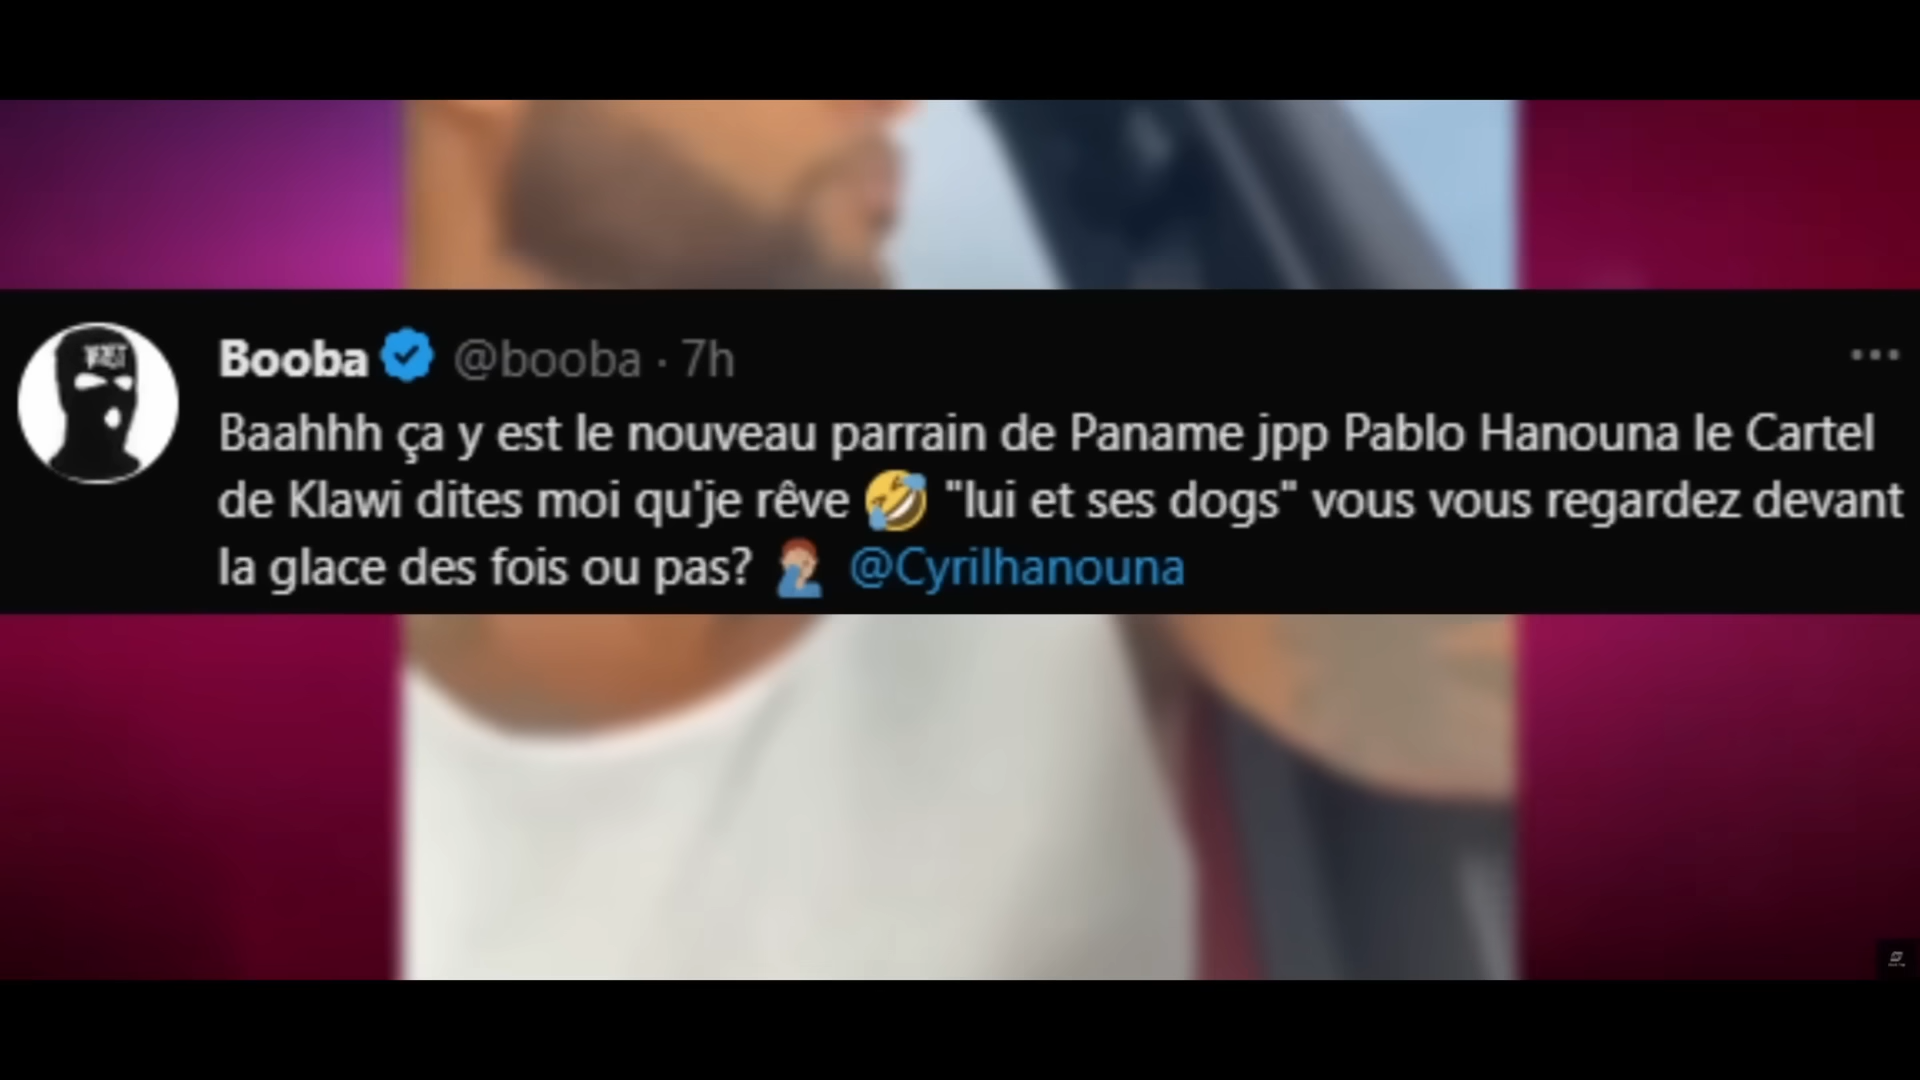 Booba @booba · 7h
Baahhh ça y est le nouveau parrain de Paname jpp Pablo Hanouna le Cartel
de Klawi dites moi qu'je rêve 🤣 "lui et ses dogs" vous vous regardez devant
la glace des fois ou pas? 🤦🏼‍♂️ @Cyrilhanouna